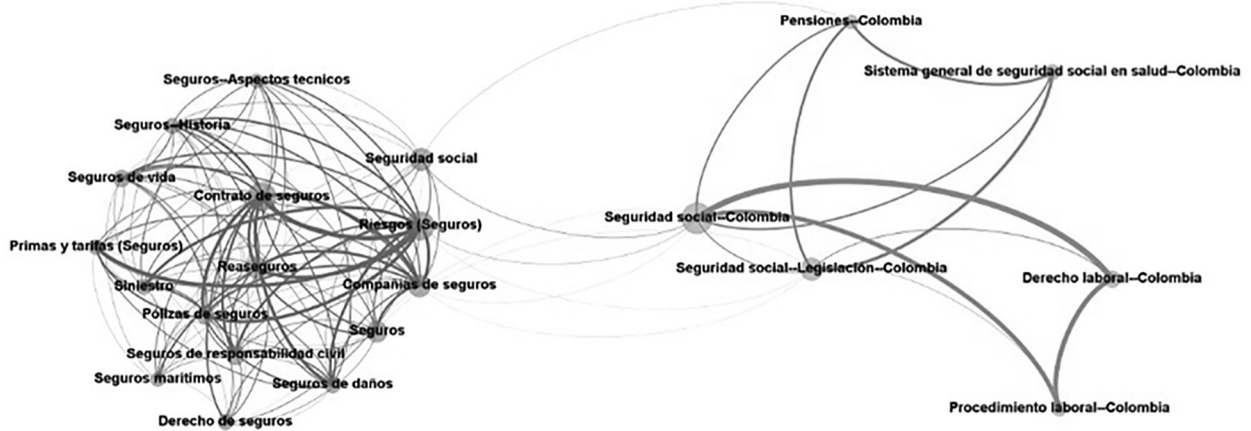 Pensiones--Colombia
Sistema general de seguridad social en salud--Colombia
Seguros--Aspectos tecnicos
Seguros--Historia
Seguridad social
Seguros de vida
Contrato de seguros
Seguridad social--Colombia
Riesgos (Seguros)
Primas y tarifas (Seguros)
Reaseguros
Seguridad social--Legislación--Colombia
Derecho laboral--Colombia
Siniestro
Compañias de seguros
Pólizas de seguros
Seguros
Seguros de responsabilidad civil
Seguros maritimos
Seguros de daños
Procedimiento laboral--Colombia
Derecho de seguros